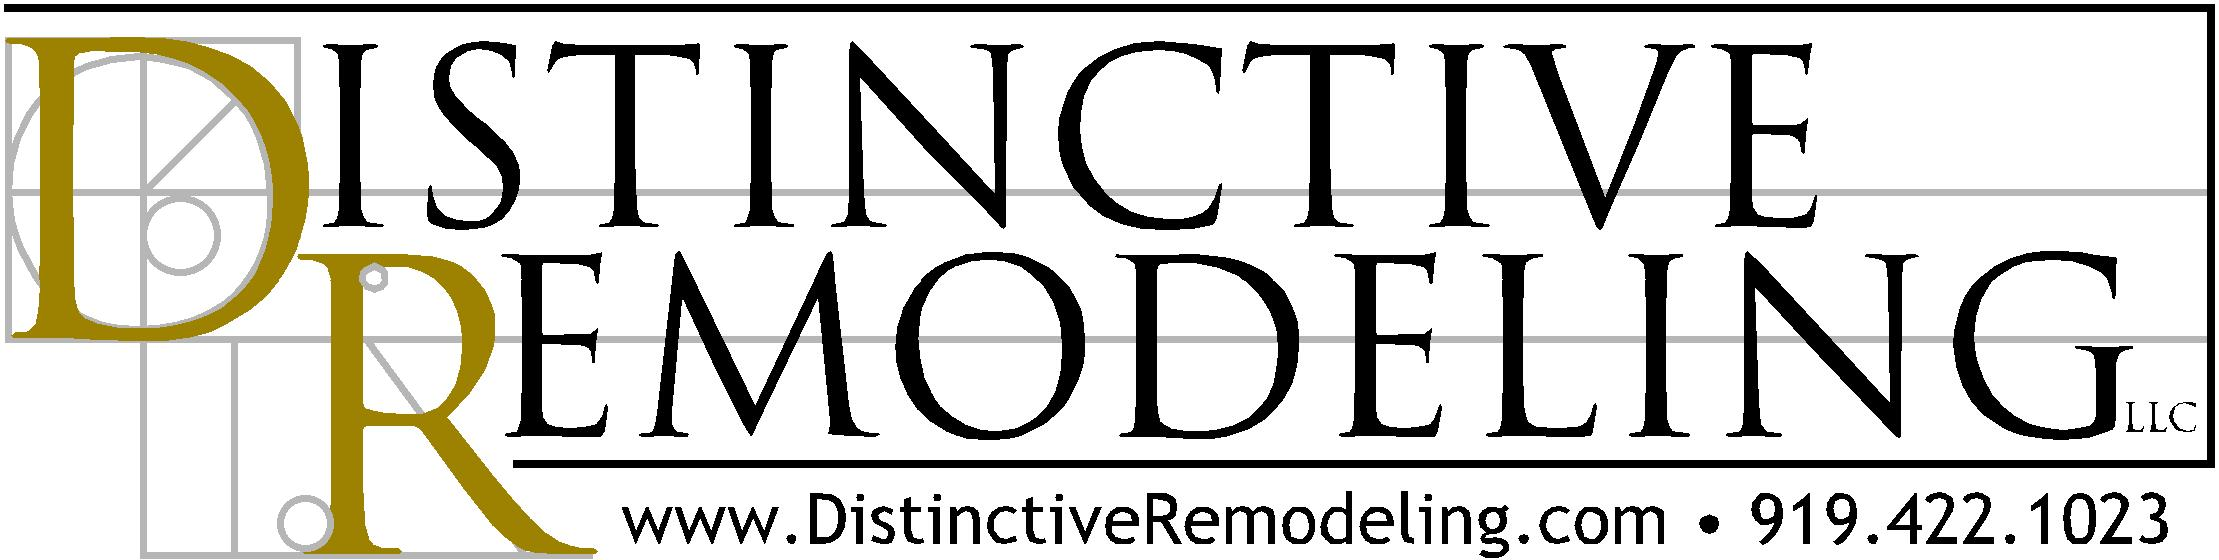 DISTINCTIVE
REMODELING LLC
www.DistinctiveRemodeling.com • 919.422.1023